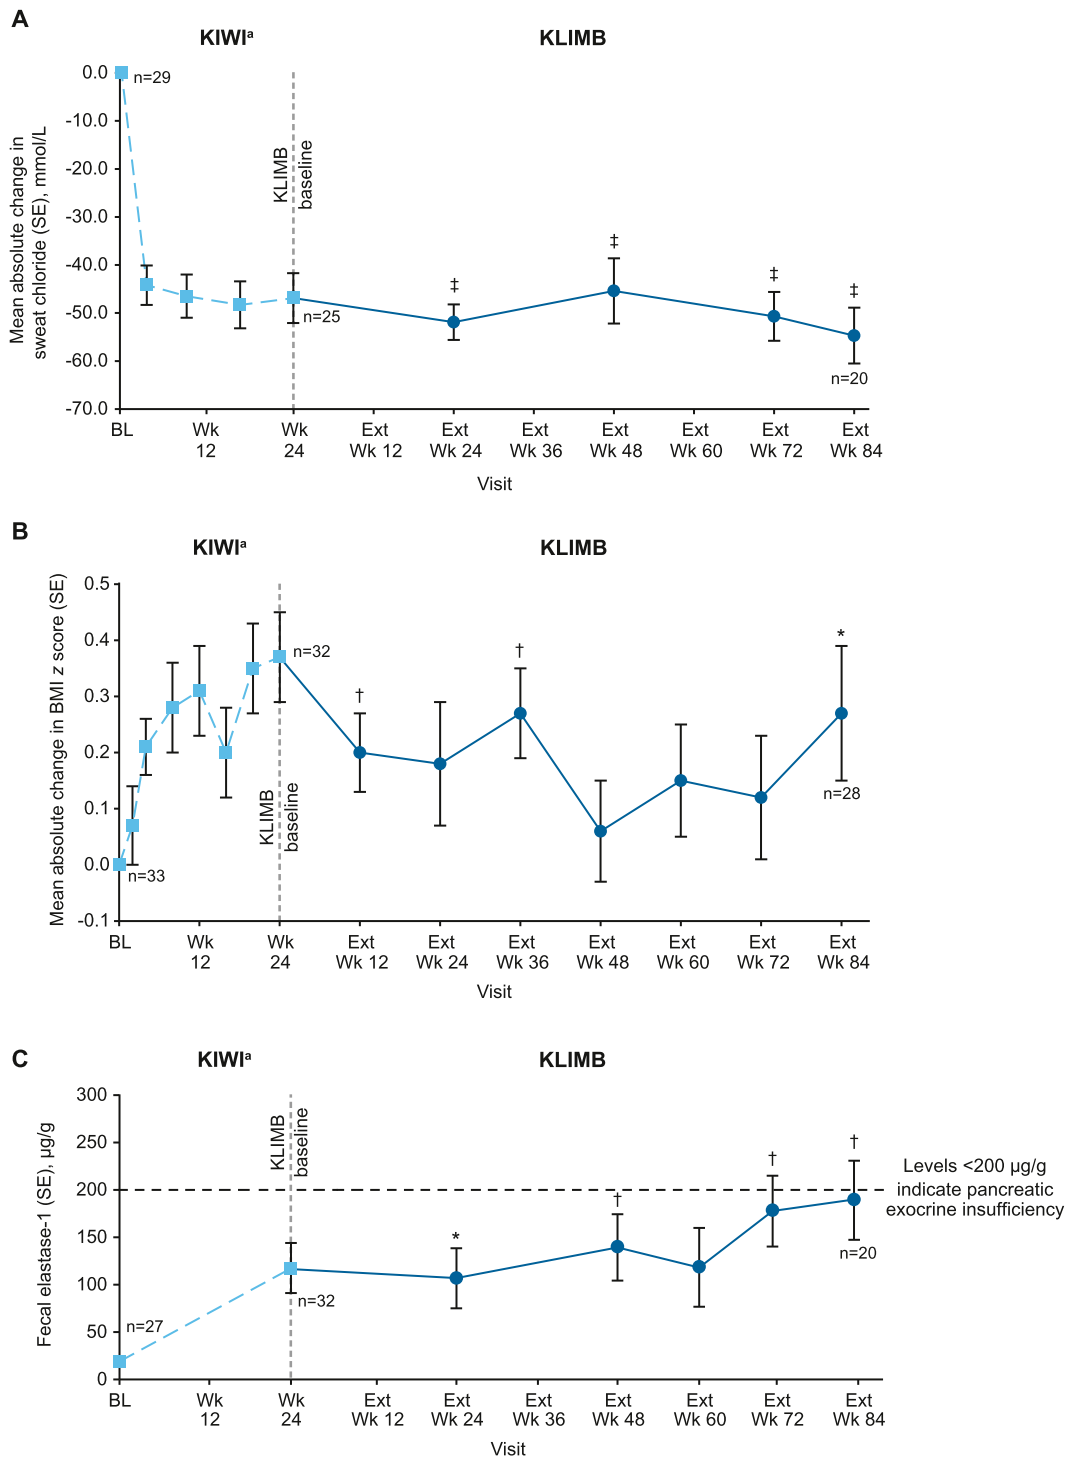 A
KIWIᵃ
KLIMB
Mean absolute change in
sweat chloride (SE), mmol/L
0.0
-10.0
-20.0
-30.0
-40.0
-50.0
-60.0
-70.0
n=29
KLIMB
baseline
n=25
‡
‡
‡
‡
n=20
BL
Wk
12
Wk
24
Ext
Wk 12
Ext
Wk 24
Ext
Wk 36
Ext
Wk 48
Ext
Wk 60
Ext
Wk 72
Ext
Wk 84
Visit
B
KIWIᵃ
KLIMB
Mean absolute change in BMI z score (SE)
0.5
0.4
0.3
0.2
0.1
0.0
-0.1
n=33
KLIMB
baseline
n=32
†
†
*
n=28
BL
Wk
12
Wk
24
Ext
Wk 12
Ext
Wk 24
Ext
Wk 36
Ext
Wk 48
Ext
Wk 60
Ext
Wk 72
Ext
Wk 84
Visit
C
KIWIᵃ
KLIMB
Fecal elastase-1 (SE), µg/g
300
250
200
150
100
50
0
n=27
KLIMB
baseline
n=32
*
†
†
†
n=20
Levels <200 µg/g
indicate pancreatic
exocrine insufficiency
BL
Wk
12
Wk
24
Ext
Wk 12
Ext
Wk 24
Ext
Wk 36
Ext
Wk 48
Ext
Wk 60
Ext
Wk 72
Ext
Wk 84
Visit